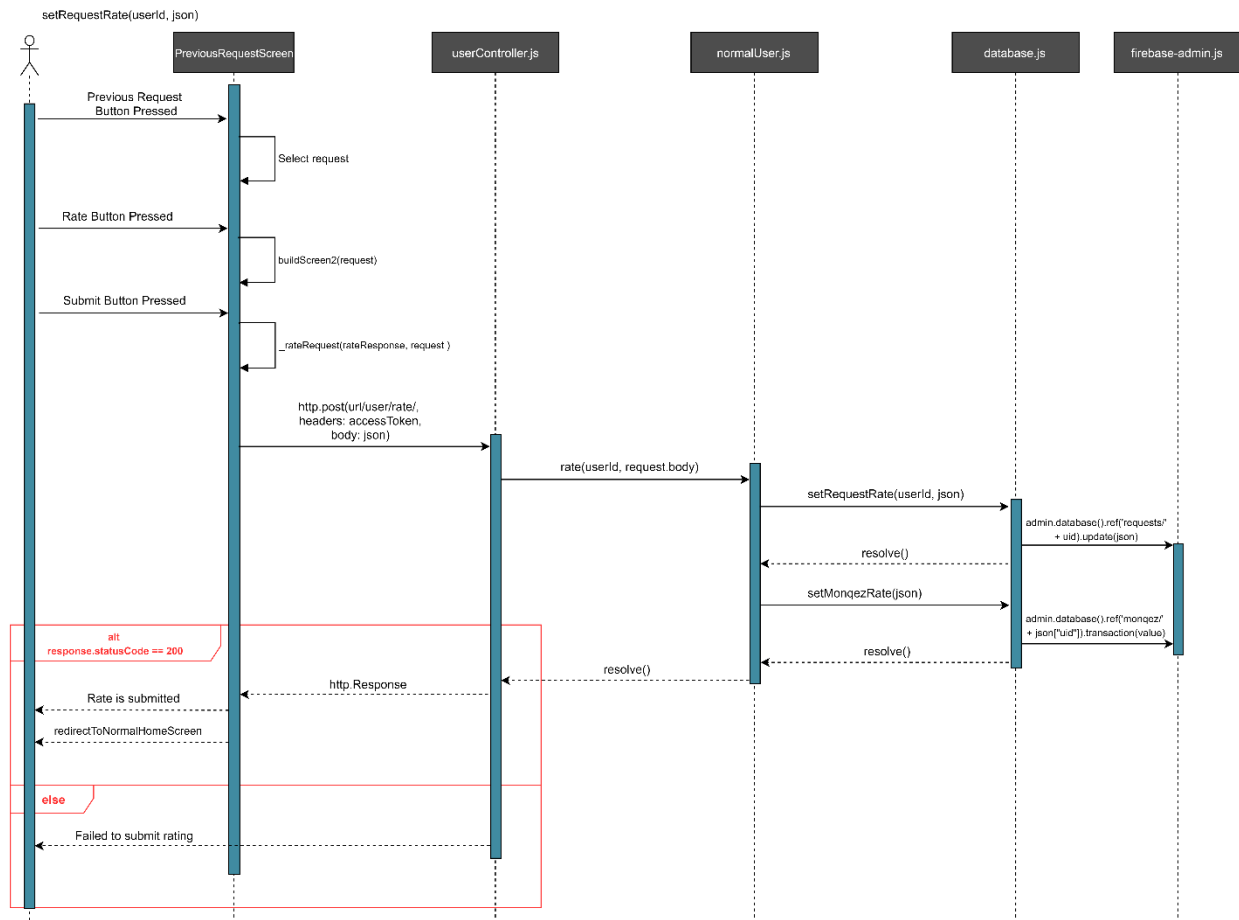 setRequestRate(userId, json)
PreviousRequestScreen
userController.js
normalUser.js
database.js
firebase-admin.js
Previous Request
Button Pressed
Select request
Rate Button Pressed
buildScreen2(request)
Submit Button Pressed
_rateRequest(rateResponse, request )
http.post(url/user/rate/,
headers: accessToken,
body: json)
rate(userId, request.body)
setRequestRate(userId, json)
admin.database().ref('requests/'
+ uid).update(json)
resolve()
setMonqezRate(json)
admin.database().ref('monqez/'
+ json["uid"]).transaction(value)
resolve()
resolve()
alt
response.statusCode == 200
http.Response
Rate is submitted
redirectToNormalHomeScreen
else
Failed to submit rating